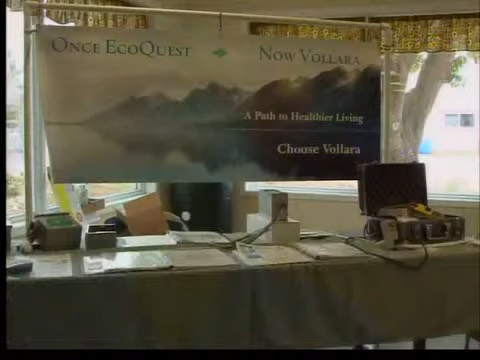 Once EcoQuest
Now Vollara
A Path to Healthier Living
Choose Vollara